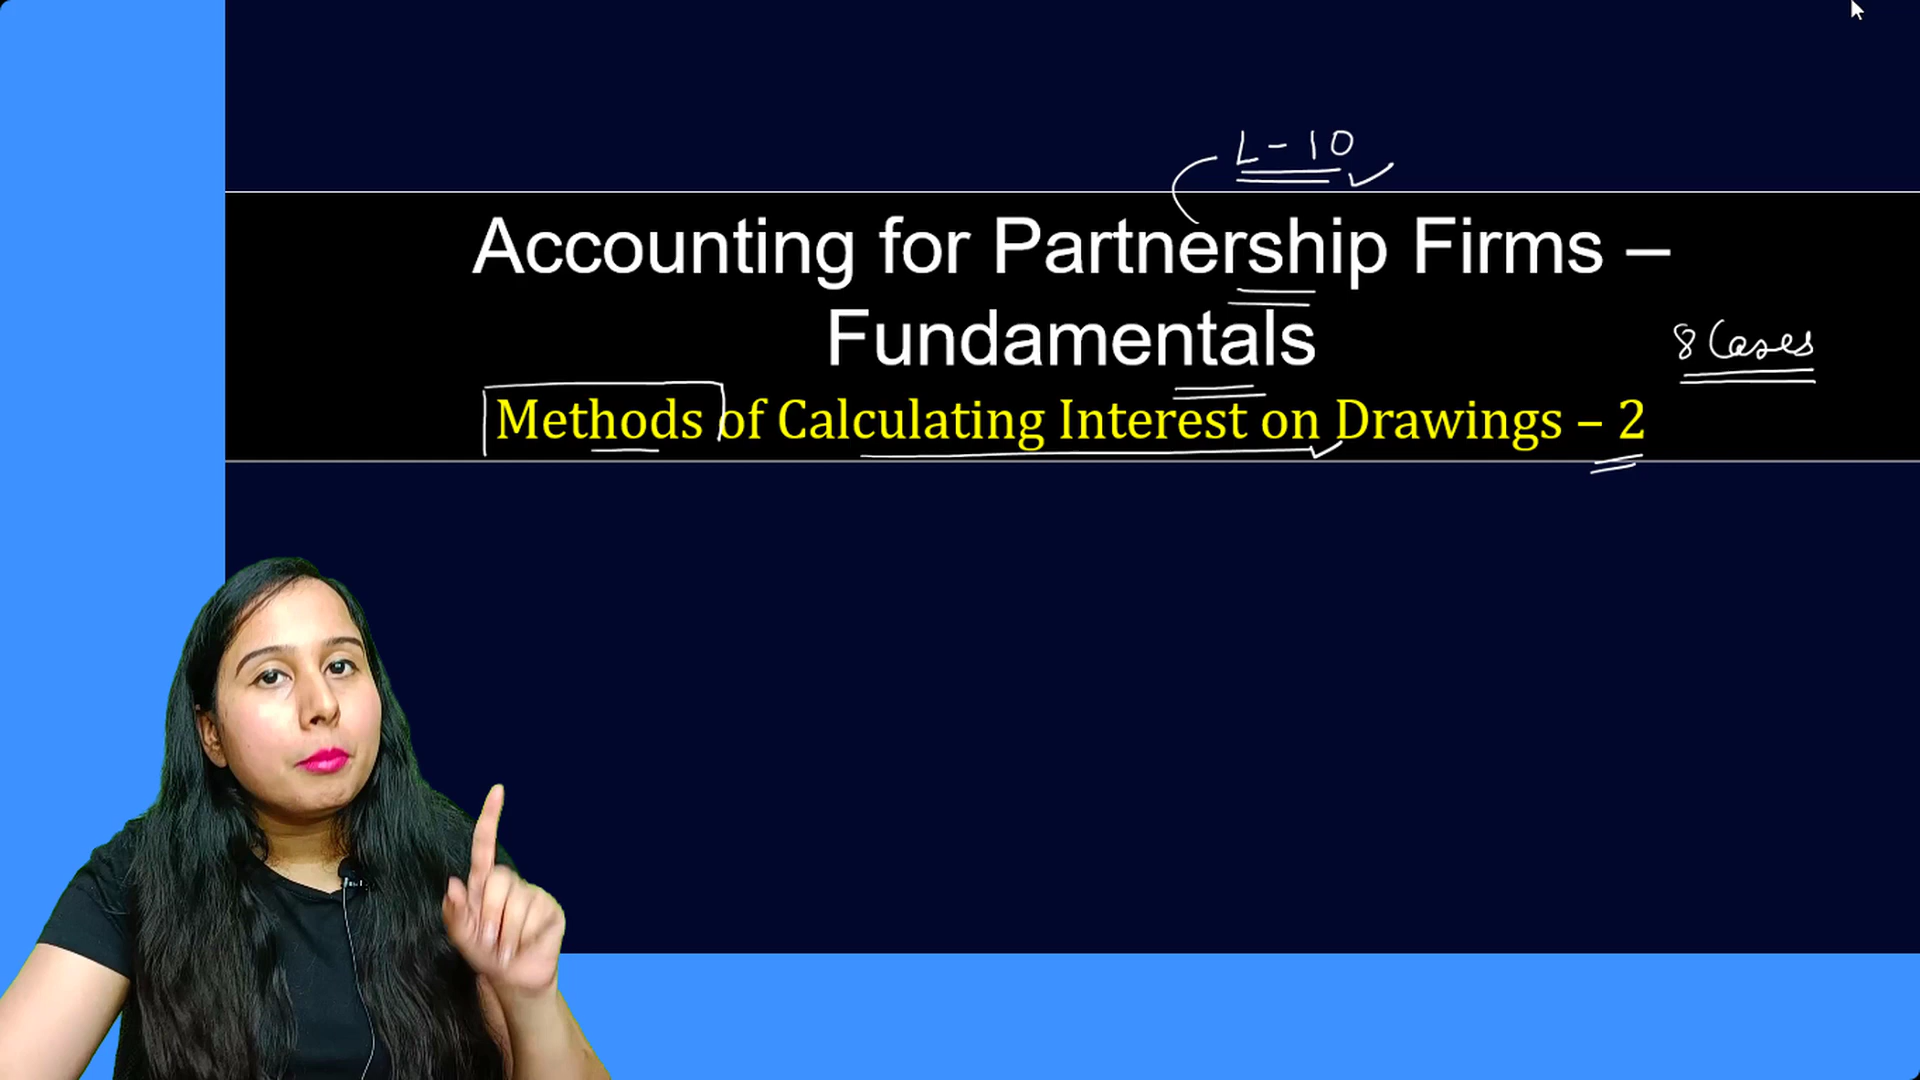 L-10
Accounting for Partnership Firms –
Fundamentals
8 Cases
Methods of Calculating Interest on Drawings – 2